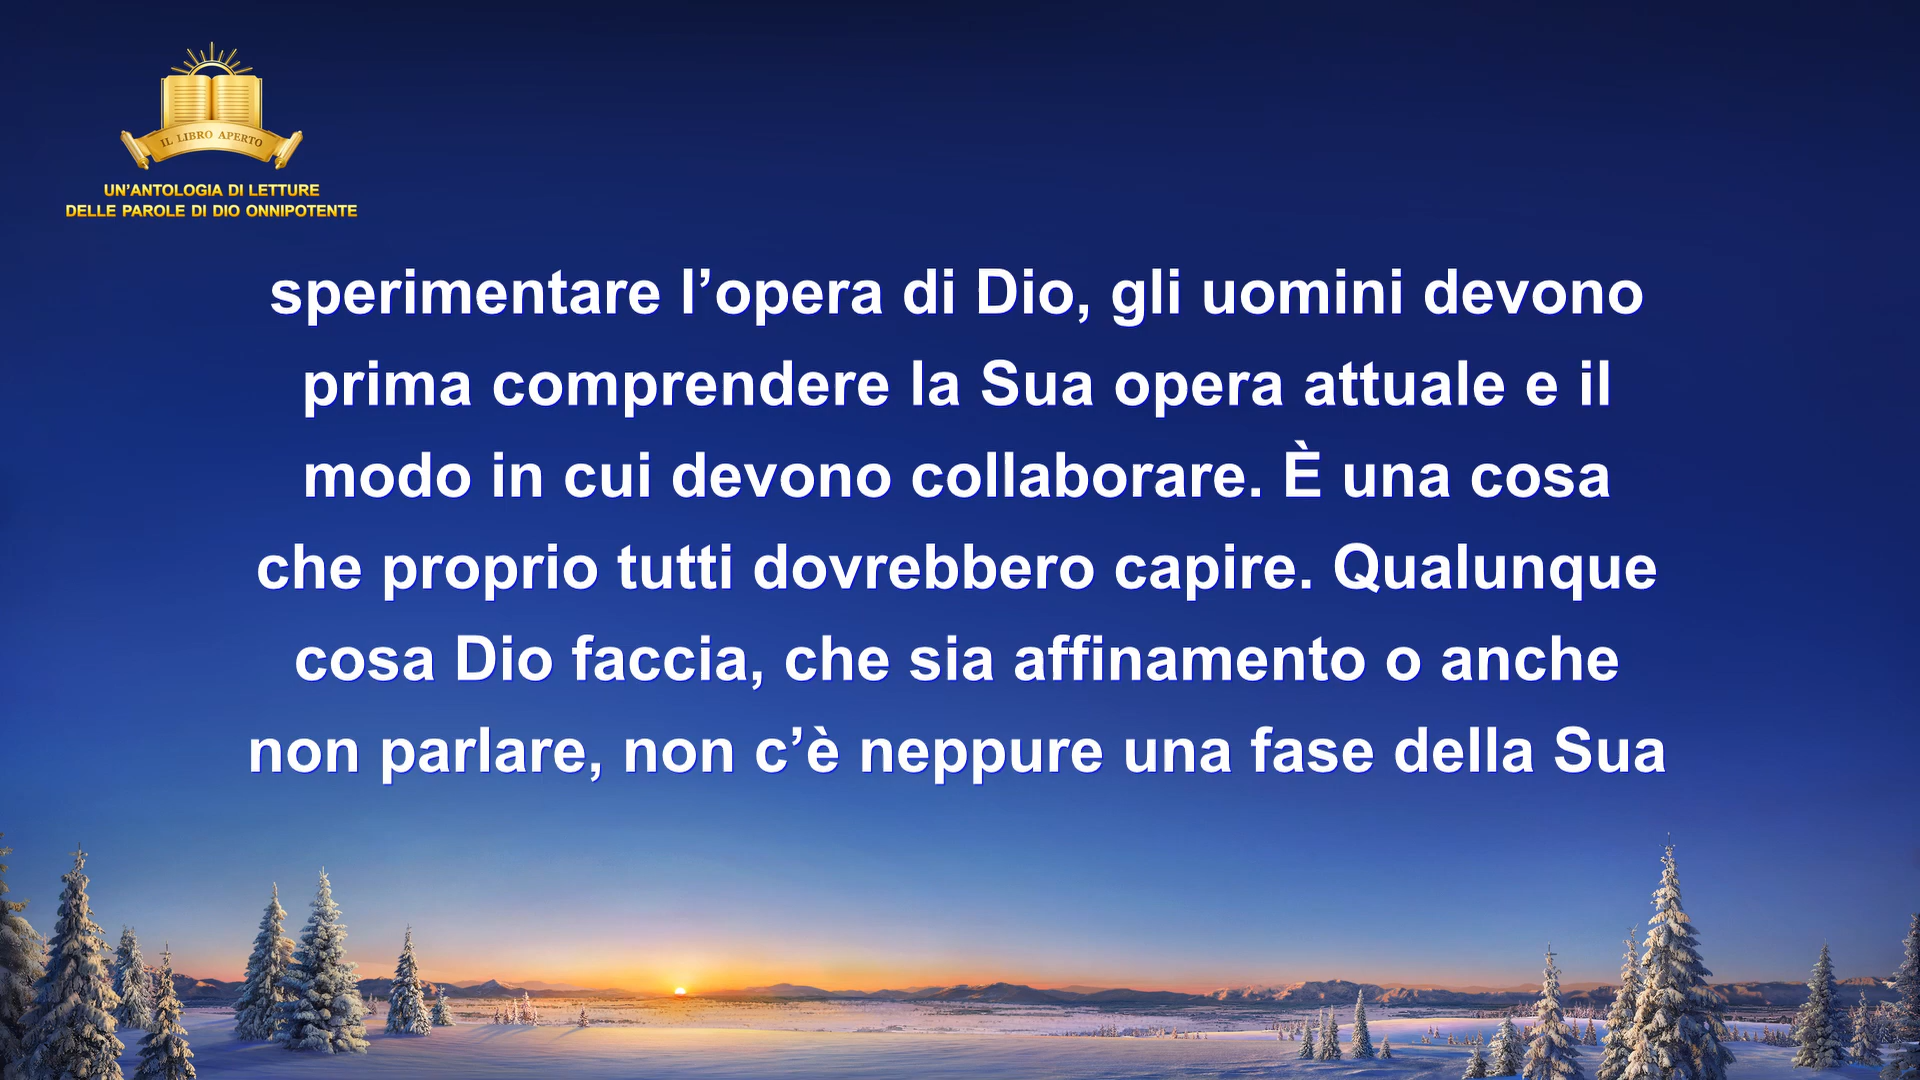 IL LIBRO APERTO
UN’ANTOLOGIA DI LETTURE
DELLE PAROLE DI DIO ONNIPOTENTE
sperimentare l’opera di Dio, gli uomini devono
prima comprendere la Sua opera attuale e il
modo in cui devono collaborare. È una cosa
che proprio tutti dovrebbero capire. Qualunque
cosa Dio faccia, che sia affinamento o anche
non parlare, non c’è neppure una fase della Sua